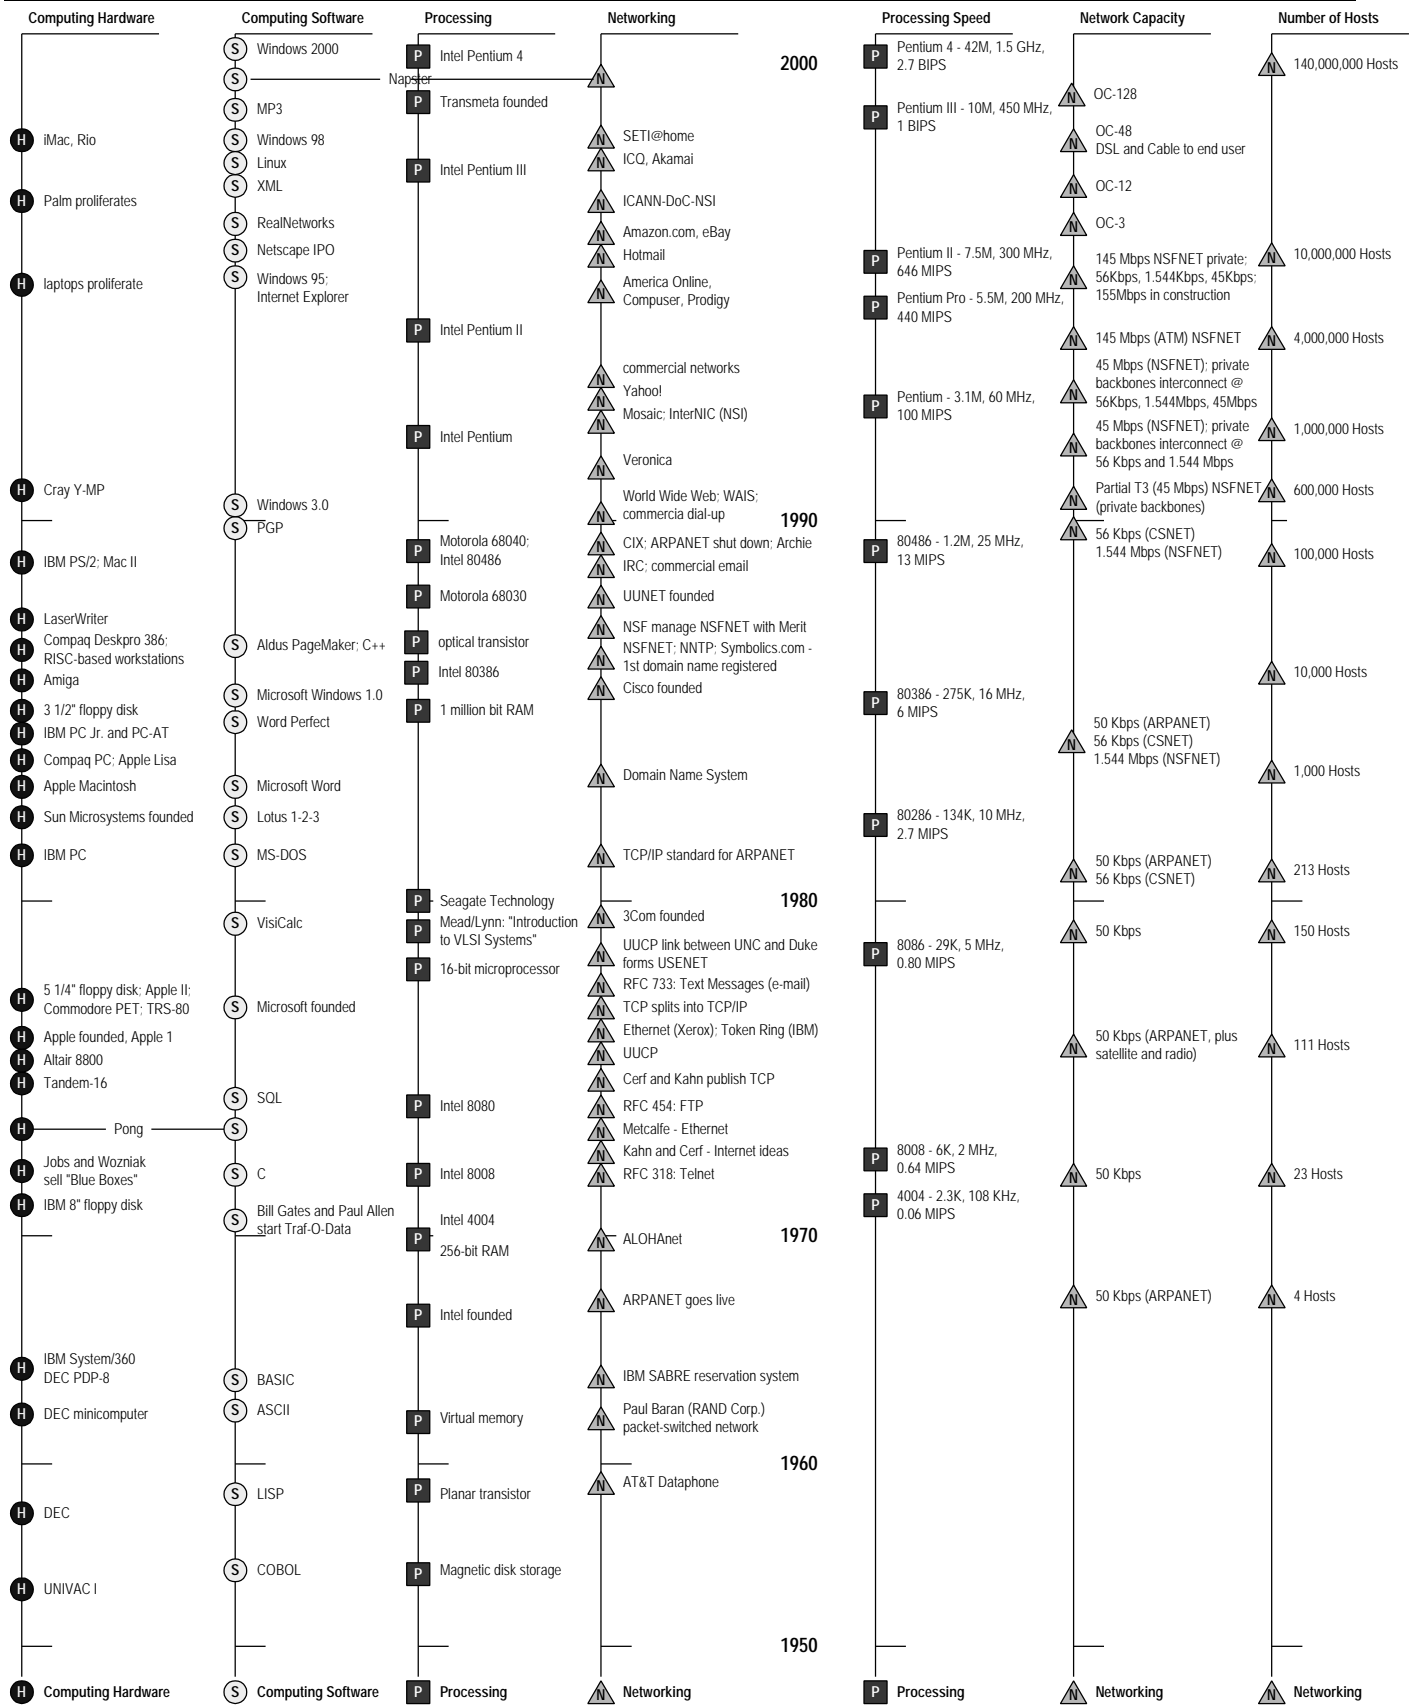 Computing Hardware
H
iMac, Rio
H
Palm proliferates
H
laptops proliferate
H
Cray Y-MP
H
IBM PS/2; Mac II
H
LaserWriter
H
Compaq Deskpro 386;
RISC-based workstations
H
Amiga
H
3 1/2" floppy disk
H
IBM PC Jr. and PC-AT
H
Compaq PC; Apple Lisa
H
Apple Macintosh
H
Sun Microsystems founded
H
IBM PC
H
5 1/4" floppy disk; Apple II;
Commodore PET; TRS-80
H
Apple founded, Apple 1
H
Altair 8800
H
Tandem-16
H
Pong
H
Jobs and Wozniak
sell "Blue Boxes"
H
IBM 8" floppy disk
H
IBM System/360
DEC PDP-8
H
DEC minicomputer
H
DEC
H
UNIVAC I
H
Computing Hardware
Computing Software
S
Windows 2000
S
Napster
S
MP3
S
Windows 98
S
Linux
S
XML
S
RealNetworks
S
Netscape IPO
S
Windows 95;
Internet Explorer
S
Windows 3.0
S
PGP
S
Aldus PageMaker; C++
S
Microsoft Windows 1.0
S
Word Perfect
S
Microsoft Word
S
Lotus 1-2-3
S
MS-DOS
S
VisiCalc
S
Microsoft founded
S
SQL
S
S
C
S
Bill Gates and Paul Allen
start Traf-O-Data
S
BASIC
S
ASCII
S
LISP
S
COBOL
S
Computing Software
Processing
P
Intel Pentium 4
P
Transmeta founded
P
Intel Pentium III
P
Intel Pentium II
P
Intel Pentium
P
Motorola 68040;
Intel 80486
P
Motorola 68030
P
optical transistor
P
Intel 80386
P
1 million bit RAM
P
Seagate Technology
P
Mead/Lynn: "Introduction
to VLSI Systems"
P
16-bit microprocessor
P
Intel 8080
P
Intel 8008
P
Intel 4004
256-bit RAM
P
Intel founded
P
Virtual memory
P
Planar transistor
P
Magnetic disk storage
P
Processing
Networking
N
N
SETI@home
N
ICQ, Akamai
N
ICANN-DoC-NSI
N
Amazon.com, eBay
N
Hotmail
N
America Online,
Compuser, Prodigy
N
commercial networks
N
Yahoo!
N
Mosaic; InterNIC (NSI)
N
Veronica
N
World Wide Web; WAIS;
commercia dial-up
N
CIX; ARPANET shut down; Archie
N
IRC; commercial email
N
UUNET founded
N
NSF manage NSFNET with Merit
N
NSFNET; NNTP; Symbolics.com -
1st domain name registered
N
Cisco founded
N
Domain Name System
N
TCP/IP standard for ARPANET
N
3Com founded
N
UUCP link between UNC and Duke
forms USENET
N
RFC 733: Text Messages (e-mail)
N
TCP splits into TCP/IP
N
Ethernet (Xerox); Token Ring (IBM)
N
UUCP
N
Cerf and Kahn publish TCP
N
RFC 454: FTP
N
Metcalfe - Ethernet
N
Kahn and Cerf - Internet ideas
N
RFC 318: Telnet
N
ALOHAnet
N
ARPANET goes live
N
IBM SABRE reservation system
N
Paul Baran (RAND Corp.)
packet-switched network
N
AT&T Dataphone
N
Networking
2000
1990
1980
1970
1960
1950
Processing Speed
P
Pentium 4 - 42M, 1.5 GHz,
2.7 BIPS
P
Pentium III - 10M, 450 MHz,
1 BIPS
P
Pentium II - 7.5M, 300 MHz,
646 MIPS
P
Pentium Pro - 5.5M, 200 MHz,
440 MIPS
P
Pentium - 3.1M, 60 MHz,
100 MIPS
P
80486 - 1.2M, 25 MHz,
13 MIPS
P
80386 - 275K, 16 MHz,
6 MIPS
P
80286 - 134K, 10 MHz,
2.7 MIPS
P
8086 - 29K, 5 MHz,
0.80 MIPS
P
8008 - 6K, 2 MHz,
0.64 MIPS
P
4004 - 2.3K, 108 KHz,
0.06 MIPS
P
Processing
Network Capacity
N
OC-128
N
OC-48
DSL and Cable to end user
N
OC-12
N
OC-3
N
145 Mbps NSFNET private;
56Kbps, 1.544Kbps, 45Kbps;
155Mbps in construction
N
145 Mbps (ATM) NSFNET
N
45 Mbps (NSFNET); private
backbones interconnect @
56Kbps, 1.544Mbps, 45Mbps
N
45 Mbps (NSFNET); private
backbones interconnect @
56 Kbps and 1.544 Mbps
N
Partial T3 (45 Mbps) NSFNET
(private backbones)
N
56 Kbps (CSNET)
1.544 Mbps (NSFNET)
N
50 Kbps (ARPANET)
56 Kbps (CSNET)
1.544 Mbps (NSFNET)
N
50 Kbps (ARPANET)
56 Kbps (CSNET)
N
50 Kbps
N
50 Kbps (ARPANET, plus
satellite and radio)
N
50 Kbps
N
50 Kbps (ARPANET)
N
Networking
Number of Hosts
N
140,000,000 Hosts
N
10,000,000 Hosts
N
4,000,000 Hosts
N
1,000,000 Hosts
N
600,000 Hosts
N
100,000 Hosts
N
10,000 Hosts
N
1,000 Hosts
N
213 Hosts
N
150 Hosts
N
111 Hosts
N
23 Hosts
N
4 Hosts
N
Networking